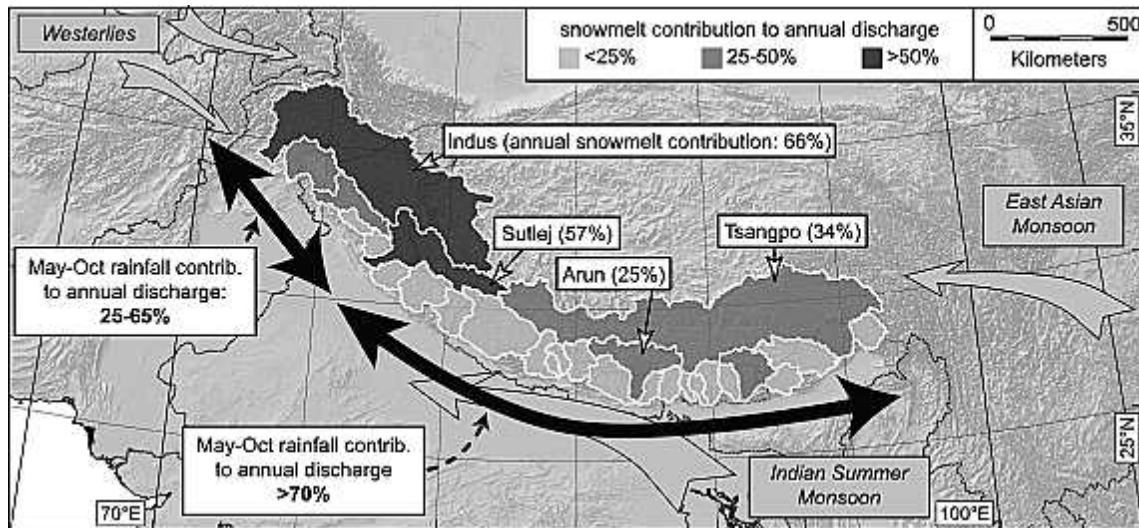 Westerlies
snowmelt contribution to annual discharge
<25% 25-50% >50%
0 500
Kilometers
35°N
Indus (annual snowmelt contribution: 66%)
East Asian
Monsoon
Sutlej (57%)
Tsangpo (34%)
Arun (25%)
May-Oct rainfall contrib.
to annual discharge:
25-65%
May-Oct rainfall contrib.
to annual discharge
>70%
25°N
Indian Summer
Monsoon
70°E
100°E